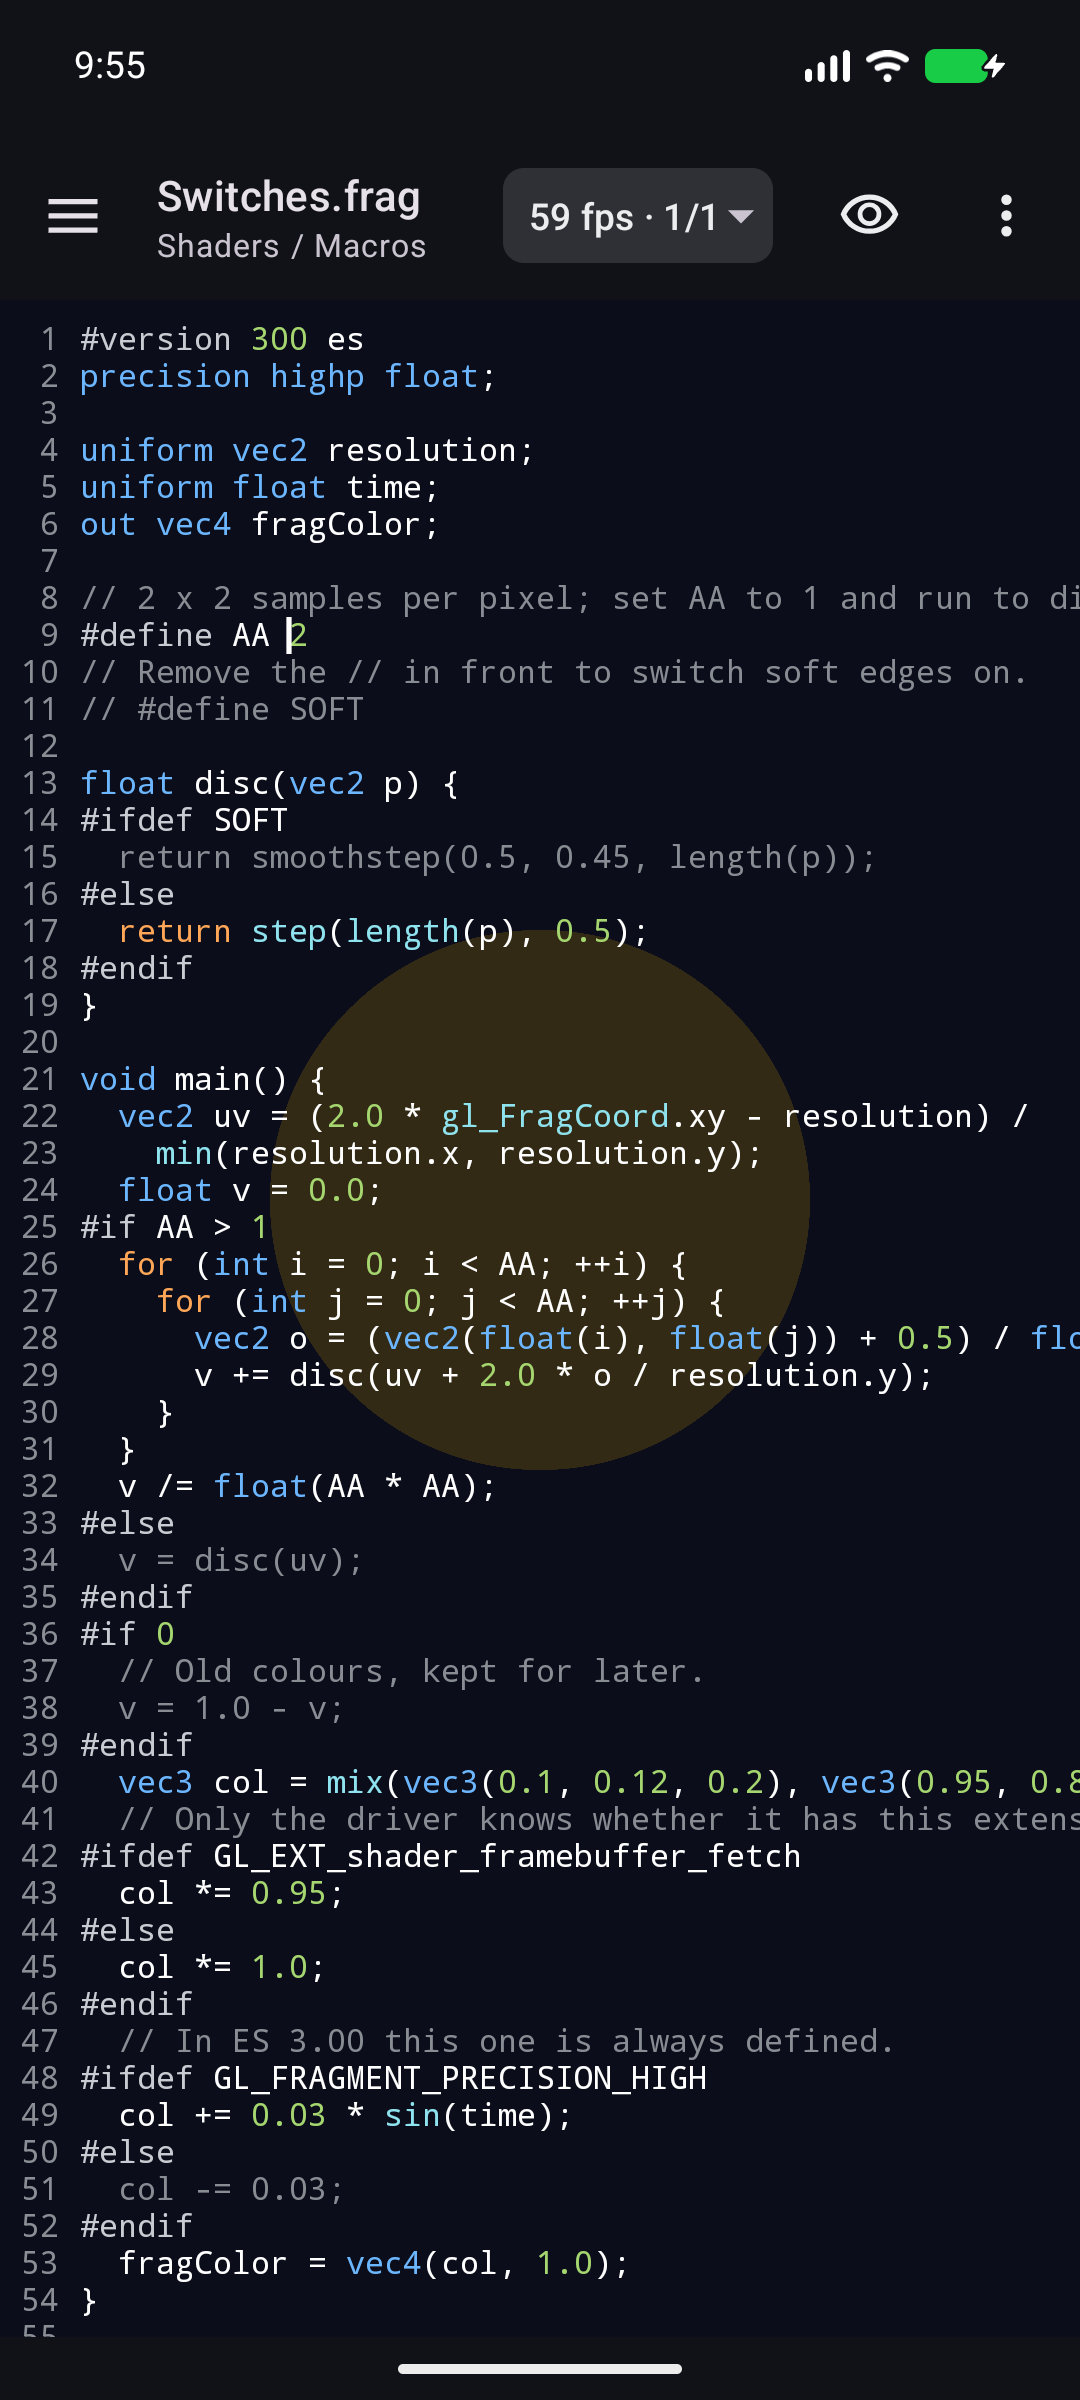 9:55
Switches.frag
Shaders / Macros
59 fps · 1/1
1 #version 300 es
2 precision highp float;
3
4 uniform vec2 resolution;
5 uniform float time;
6 out vec4 fragColor;
7
8 // 2 x 2 samples per pixel; set AA to 1 and run to di
9 #define AA 2
10 // Remove the // in front to switch soft edges on.
11 // #define SOFT
12
13 float disc(vec2 p) {
14 #ifdef SOFT
15   return smoothstep(0.5, 0.45, length(p));
16 #else
17   return step(length(p), 0.5);
18 #endif
19 }
20
21 void main() {
22   vec2 uv = (2.0 * gl_FragCoord.xy - resolution) /
23     min(resolution.x, resolution.y);
24   float v = 0.0;
25 #if AA > 1
26   for (int i = 0; i < AA; ++i) {
27     for (int j = 0; j < AA; ++j) {
28       vec2 o = (vec2(float(i), float(j)) + 0.5) / flo
29       v += disc(uv + 2.0 * o / resolution.y);
30     }
31   }
32   v /= float(AA * AA);
33 #else
34   v = disc(uv);
35 #endif
36 #if 0
37   // Old colours, kept for later.
38   v = 1.0 - v;
39 #endif
40   vec3 col = mix(vec3(0.1, 0.12, 0.2), vec3(0.95, 0.8
41   // Only the driver knows whether it has this extens
42 #ifdef GL_EXT_shader_framebuffer_fetch
43   col *= 0.95;
44 #else
45   col *= 1.0;
46 #endif
47   // In ES 3.00 this one is always defined.
48 #ifdef GL_FRAGMENT_PRECISION_HIGH
49   col += 0.03 * sin(time);
50 #else
51   col -= 0.03;
52 #endif
53   fragColor = vec4(col, 1.0);
54 }
55